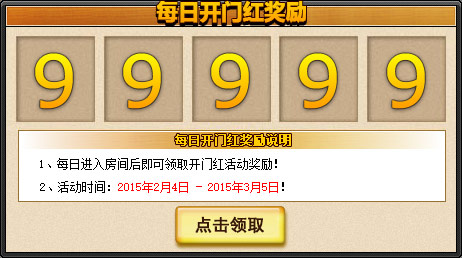 每日开门红奖励
9 9 9 9 9
每日开门红奖励说明
1、每日进入房间后即可领取开门红活动奖励！
2、活动时间：2015年2月4日 - 2015年3月5日！
点击领取